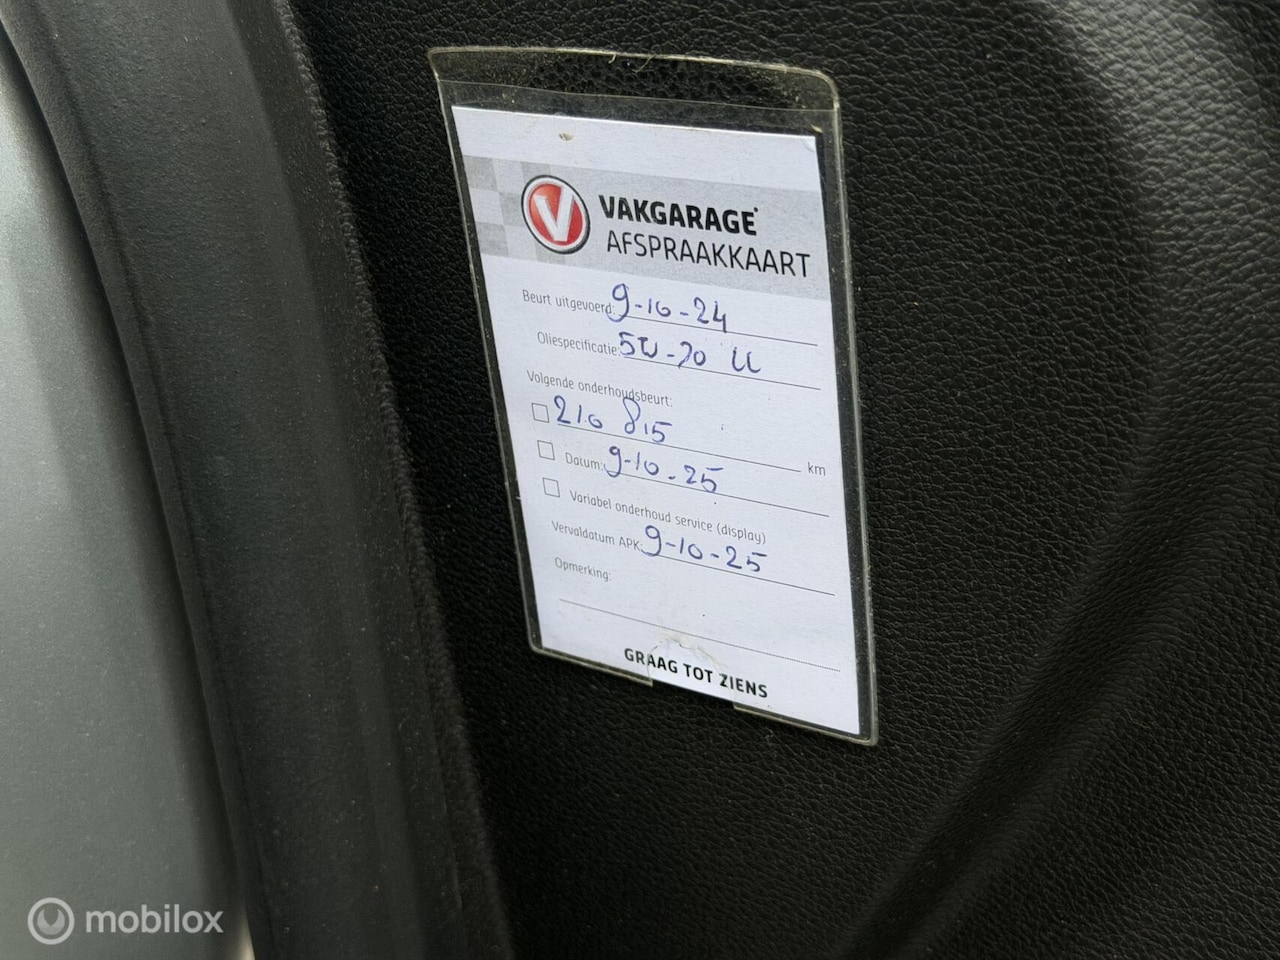 VAKGARAGE
AFSPRAAKKAART
Beurt uitgevoerd: 9-10-24
Oliespecificatie: 5W-20 LL
Volgende onderhoudsbeurt:
210 815 km
Datum: 9-10-25
Variabel onderhoud service (display)
Vervaldatum APK: 9-10-25
Opmerking:
GRAAG TOT ZIENS
mobilox